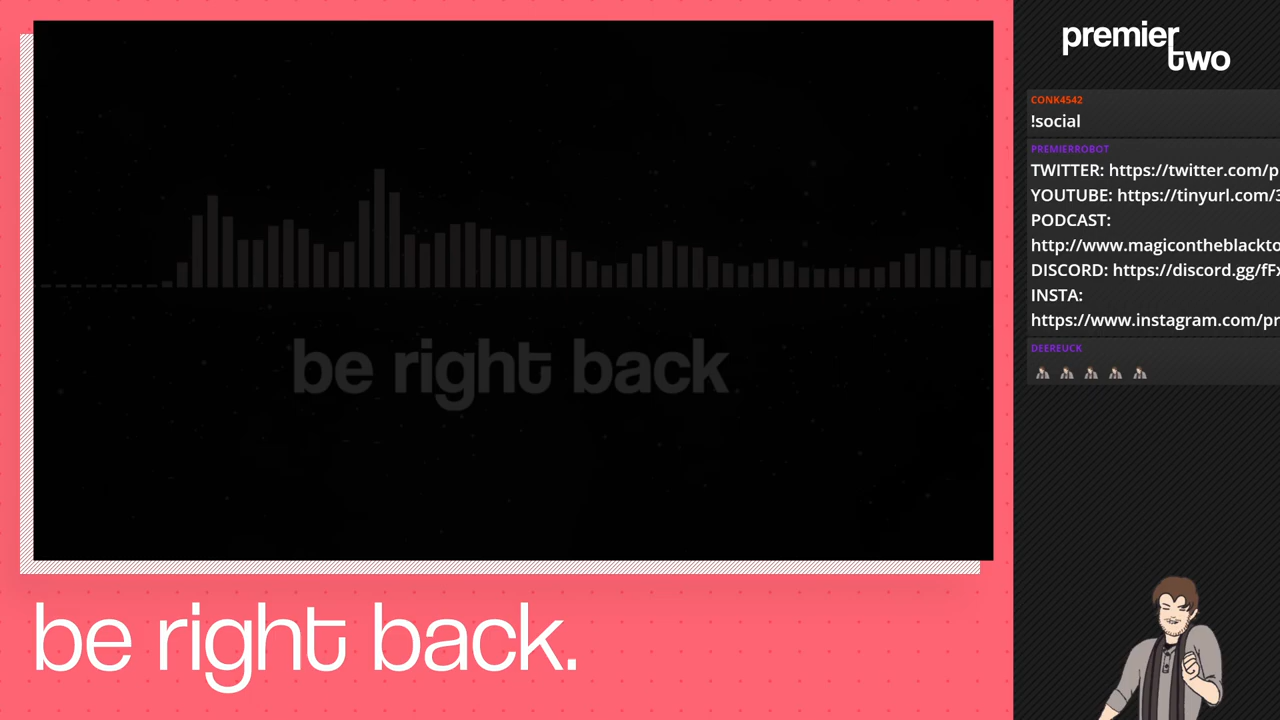 be right back
be right back.
premier
two
CONK4542
!social
PREMIERROBOT
TWITTER: https://twitter.com/p
YOUTUBE: https://tinyurl.com/3
PODCAST:
http://www.magicontheblackto
DISCORD: https://discord.gg/fFx
INSTA:
https://www.instagram.com/pr
DEEREUCK